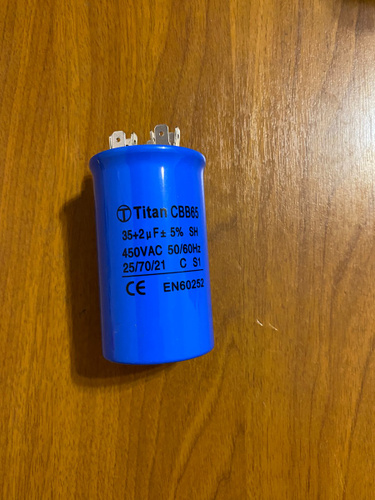 Titan CBB65
35+2μF±5% SH
450VAC 50/60Hz
25/70/21 C S1
CE EN60252